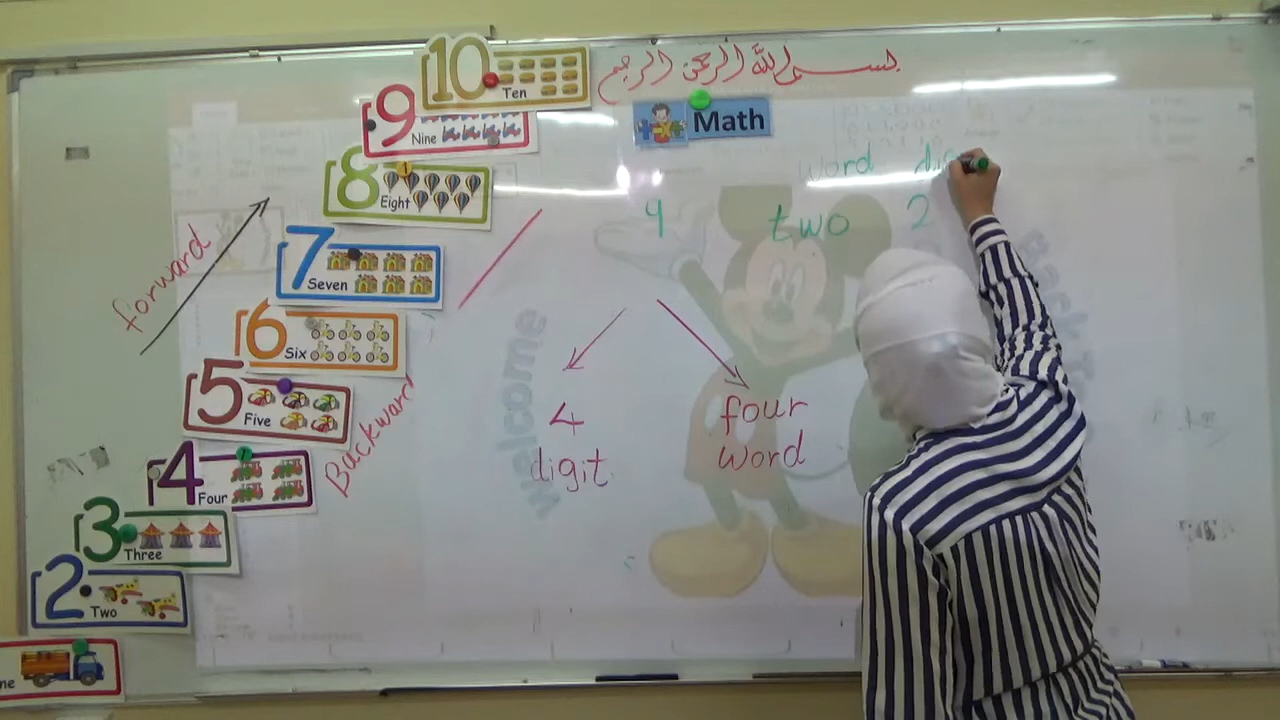 بسم الله الرحمن الرحيم
10 Ten
Math
9 Nine
word
8 Eight
4 two 2
7 Seven
forward
6 Six
5 Five
Backward
4 digit
four word
welcome
4 Four
3 Three
2 Two